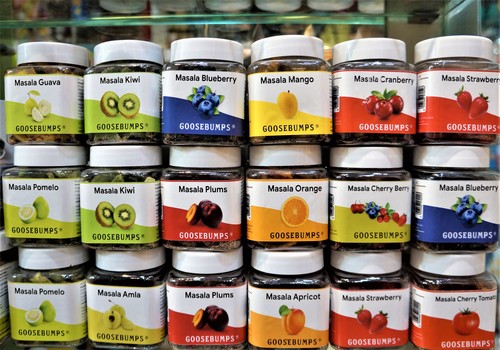 Masala Guava
GOOSEBUMPS®
Masala Kiwi
GOOSEBUMPS®
Masala Blueberry
GOOSEBUMPS®
Masala Mango
GOOSEBUMPS®
Masala Cranberry
GOOSEBUMPS®
Masala Strawberr
GOOSEBUMPS®
Masala Pomelo
GOOSEBUMPS®
Masala Kiwi
GOOSEBUMPS®
Masala Plums
GOOSEBUMPS®
Masala Orange
GOOSEBUMPS®
Masala Cherry Berry
GOOSEBUMPS®
Masala Blueberry
GOOSEBUMPS®
Masala Pomelo
GOOSEBUMPS®
Masala Amla
GOOSEBUMPS®
Masala Plums
GOOSEBUMPS®
Masala Apricot
GOOSEBUMPS®
Masala Strawberry
GOOSEBUMPS®
Masala Cherry Tomat
GOOSEBUMPS®